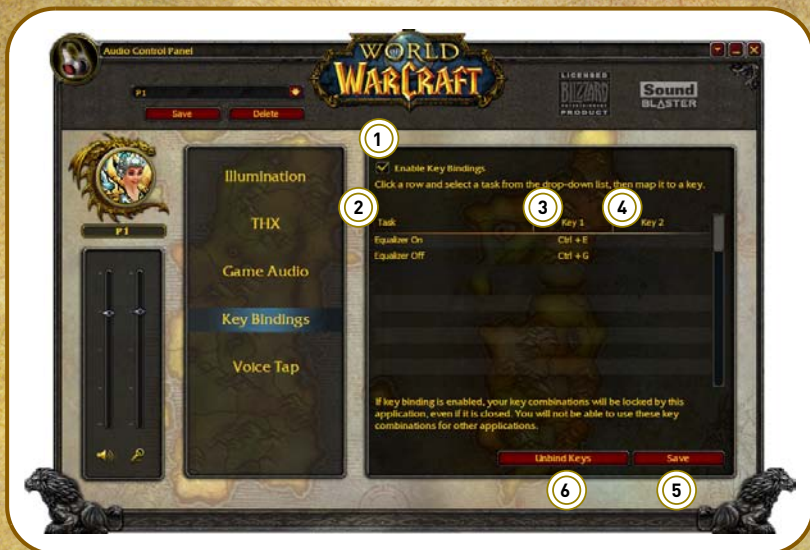 Audio Control Panel
WORLD
WARCRAFT
LICENSED
BLIZZARD
ENTERTAINMENT
PRODUCT
Sound
BLASTER
P1
Save Delete
1
Enable Key Bindings
Click a row and select a task from the drop-down list, then map it to a key.
2 3 4
Task Key 1 Key 2
Equalizer On Ctrl + E
Equalizer Off Ctrl + G
P1
Illumination
THX
Game Audio
Key Bindings
Voice Tap
If key binding is enabled, your key combinations will be locked by this
application, even if it is closed. You will not be able to use these key
combinations for other applications.
Unbind Keys Save
6 5